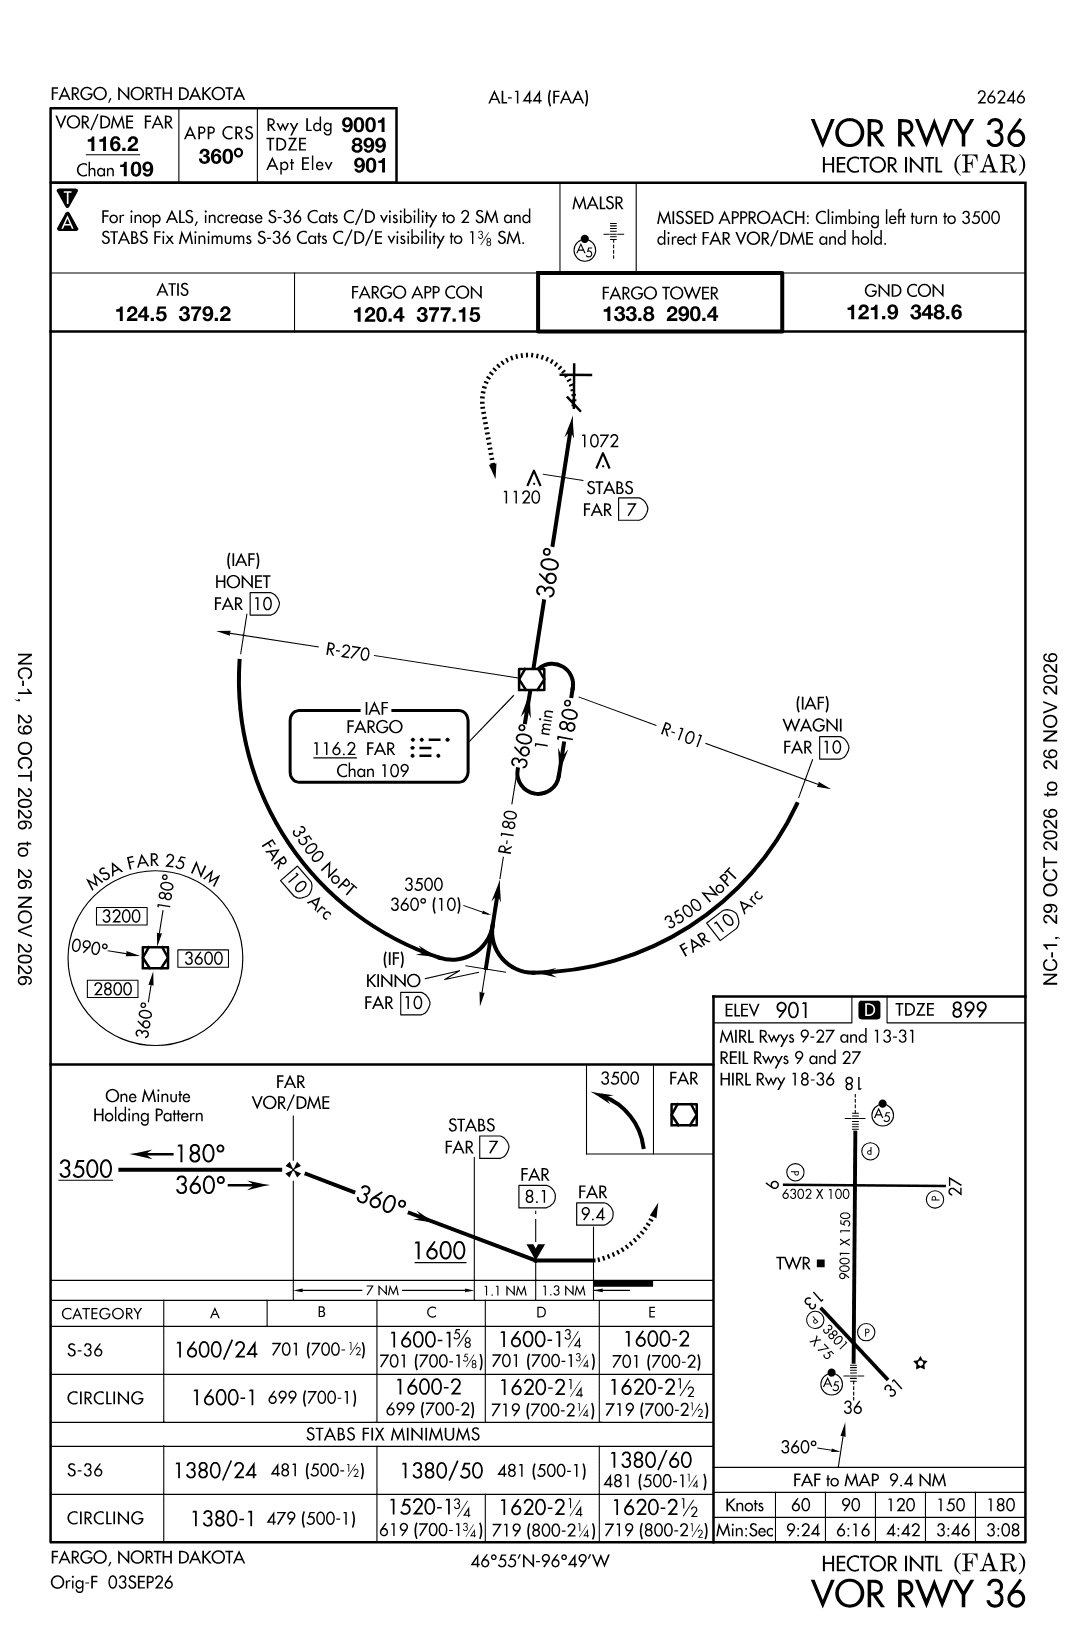 FARGO, NORTH DAKOTA
AL-144 (FAA)
26246
VOR/DME FAR
116.2
Chan 109
APP CRS
360°
Rwy Ldg 9001
TDZE 899
Apt Elev 901
VOR RWY 36
HECTOR INTL (FAR)
T
A
For inop ALS, increase S-36 Cats C/D visibility to 2 SM and
STABS Fix Minimums S-36 Cats C/D/E visibility to 1⅜ SM.
MALSR
A5
MISSED APPROACH: Climbing left turn to 3500
direct FAR VOR/DME and hold.
ATIS
124.5 379.2
FARGO APP CON
120.4 377.15
FARGO TOWER
133.8 290.4
GND CON
121.9 348.6
1072
1120
STABS
FAR 7
360°
(IAF)
HONET
FAR 10
R-270
IAF
FARGO
116.2 FAR
Chan 109
360°
1 min
180°
R-101
(IAF)
WAGNI
FAR 10
R-180
3500 NoPT
FAR 10 Arc
3500
360° (10)
3500 NoPT
FAR 10 Arc
(IF)
KINNO
FAR 10
MSA FAR 25 NM
180°
3200
090°
3600
2800
360°
NC-1, 29 OCT 2026 to 26 NOV 2026
NC-1, 29 OCT 2026 to 26 NOV 2026
ELEV 901
D
TDZE 899
MIRL Rwys 9-27 and 13-31
REIL Rwys 9 and 27
HIRL Rwy 18-36
18
A5
P
P
9
6302 X 100
27
P
9001 X 150
TWR
13
P
3801
X 75
P
A5
31
36
360°
FAF to MAP 9.4 NM
Knots 60 90 120 150 180
Min:Sec 9:24 6:16 4:42 3:46 3:08
One Minute
Holding Pattern
FAR
VOR/DME
3500
FAR
STABS
FAR 7
3500
180°
360°
360°
1600
FAR
8.1
FAR
9.4
7 NM
1.1 NM
1.3 NM
CATEGORY A B C D E
S-36 1600/24 701 (700-½) 1600-1⅝ 701 (700-1⅝) 1600-1¾ 701 (700-1¾) 1600-2 701 (700-2)
CIRCLING 1600-1 699 (700-1) 1600-2 699 (700-2) 1620-2¼ 719 (700-2¼) 1620-2½ 719 (700-2½)
STABS FIX MINIMUMS
S-36 1380/24 481 (500-½) 1380/50 481 (500-1) 1380/60 481 (500-1¼)
CIRCLING 1380-1 479 (500-1) 1520-1¾ 619 (700-1¾) 1620-2¼ 719 (800-2¼) 1620-2½ 719 (800-2½)
FARGO, NORTH DAKOTA
Orig-F 03SEP26
46°55'N-96°49'W
HECTOR INTL (FAR)
VOR RWY 36